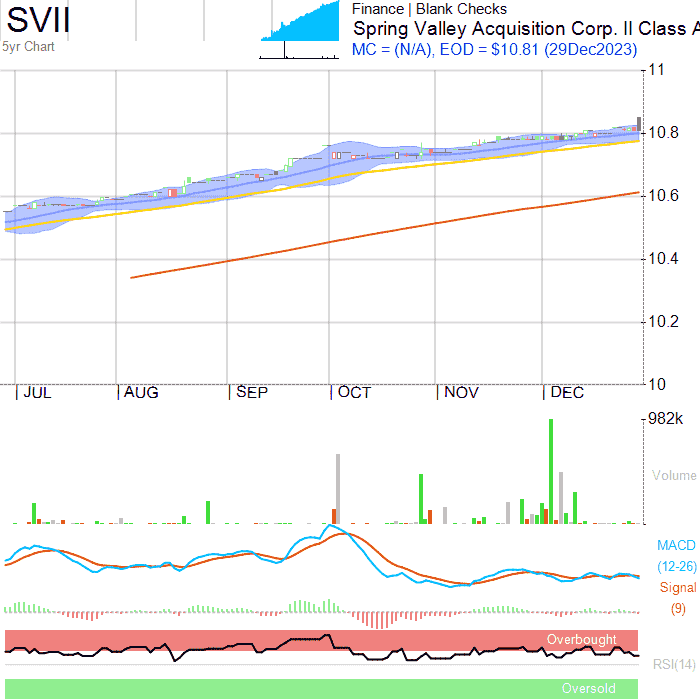 SVII
5yr Chart
Finance | Blank Checks
Spring Valley Acquisition Corp. II Class A
MC = (N/A), EOD = $10.81 (29Dec2023)
11
10.8
10.6
10.4
10.2
10
JUL AUG SEP OCT NOV DEC
982k
Volume
MACD
(12-26)
Signal
(9)
Overbought
RSI(14)
Oversold